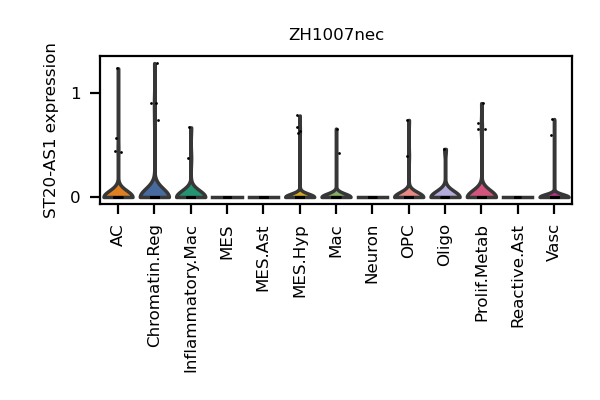 ZH1007nec
ST20-AS1 expression
1
0
AC
Chromatin.Reg
Inflammatory.Mac
MES
MES.Ast
MES.Hyp
Mac
Neuron
OPC
Oligo
Prolif.Metab
Reactive.Ast
Vasc